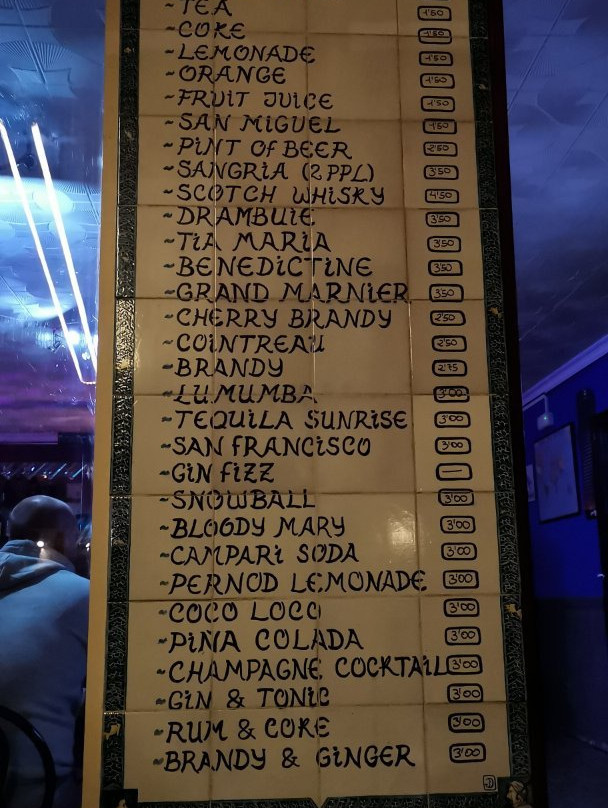 ~TEA 1'50
~COKE 1'50
~LEMONADE 1'50
~ORANGE 1'50
~FRUIT JUICE 1'50
~SAN MIGUEL 1'50
~PINT Of BEER 2'50
~SANGRIA (2 PPL) 3'50
~SCOTCH WHISKY 4'50
~DRAMBUIE 3'50
~TIA MARIA 3'50
~BENEDICTINE 3'50
~GRAND MARNIER 3'50
~CHERRY BRANDY 2'50
~COINTREAU 2'50
~BRANDY 2'75
~LUMUMBA 3'00
~TEQUILA SUNRISE 3'00
~SAN fRANCISCO 3'00
~GIN fIZZ —
~SNOWBALL 3'00
~BLOODY MARY 3'00
~CAMPARI SODA 3'00
~PERNOD LEMONADE 3'00
~COCO LOCO 3'00
~PIÑA COLADA 3'00
~CHAMPAGNE COCKTAIL 3'00
~GIN & TONIC 3'00
~RUM & COKE 3'00
~BRANDY & GINGER 3'00